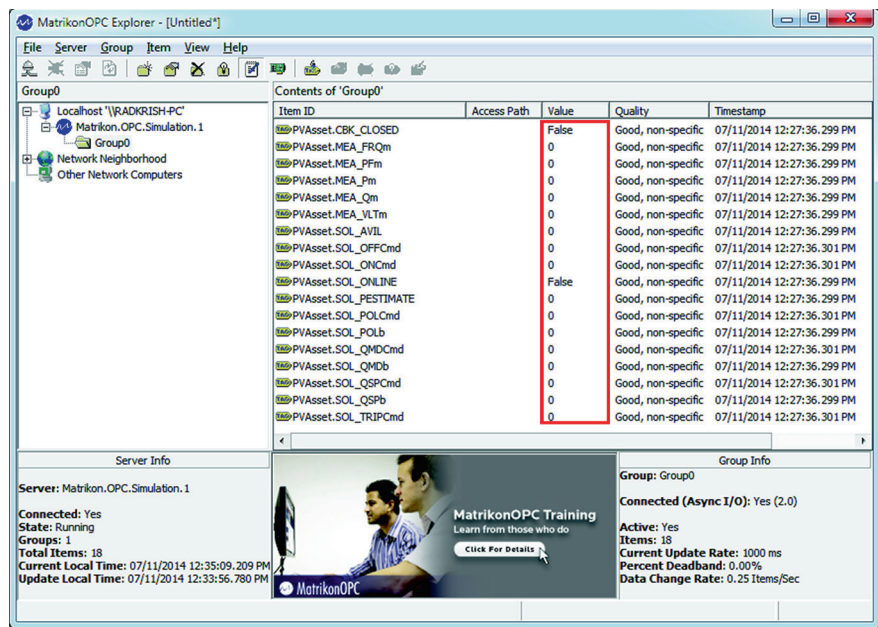 MatrikonOPC Explorer - [Untitled*]
File Server Group Item View Help
Group0
Contents of 'Group0'
Localhost '\\RADKRISH-PC'
Matrikon.OPC.Simulation.1
Group0
Network Neighborhood
Other Network Computers
Item ID Access Path Value Quality Timestamp
TAG PVAsset.CBK_CLOSED False Good, non-specific 07/11/2014 12:27:36.299 PM
TAG PVAsset.MEA_FRQm 0 Good, non-specific 07/11/2014 12:27:36.299 PM
TAG PVAsset.MEA_PFm 0 Good, non-specific 07/11/2014 12:27:36.299 PM
TAG PVAsset.MEA_Pm 0 Good, non-specific 07/11/2014 12:27:36.299 PM
TAG PVAsset.MEA_Qm 0 Good, non-specific 07/11/2014 12:27:36.299 PM
TAG PVAsset.MEA_VLTm 0 Good, non-specific 07/11/2014 12:27:36.299 PM
TAG PVAsset.SOL_AVIL 0 Good, non-specific 07/11/2014 12:27:36.299 PM
TAG PVAsset.SOL_OFFCmd 0 Good, non-specific 07/11/2014 12:27:36.301 PM
TAG PVAsset.SOL_ONCmd 0 Good, non-specific 07/11/2014 12:27:36.301 PM
TAG PVAsset.SOL_ONLINE False Good, non-specific 07/11/2014 12:27:36.299 PM
TAG PVAsset.SOL_PESTIMATE 0 Good, non-specific 07/11/2014 12:27:36.299 PM
TAG PVAsset.SOL_POLCmd 0 Good, non-specific 07/11/2014 12:27:36.301 PM
TAG PVAsset.SOL_POLb 0 Good, non-specific 07/11/2014 12:27:36.299 PM
TAG PVAsset.SOL_QMDCmd 0 Good, non-specific 07/11/2014 12:27:36.301 PM
TAG PVAsset.SOL_QMDb 0 Good, non-specific 07/11/2014 12:27:36.299 PM
TAG PVAsset.SOL_QSPCmd 0 Good, non-specific 07/11/2014 12:27:36.301 PM
TAG PVAsset.SOL_QSPb 0 Good, non-specific 07/11/2014 12:27:36.299 PM
TAG PVAsset.SOL_TRIPCmd 0 Good, non-specific 07/11/2014 12:27:36.301 PM
Server Info
Server: Matrikon.OPC.Simulation.1
Connected: Yes
State: Running
Groups: 1
Total Items: 18
Current Local Time: 07/11/2014 12:35:09.209 PM
Update Local Time: 07/11/2014 12:33:56.780 PM
MatrikonOPC Training
Learn from those who do
Click For Details
MatrikonOPC
Group Info
Group: Group0
Connected (Async I/O): Yes (2.0)
Active: Yes
Items: 18
Current Update Rate: 1000 ms
Percent Deadband: 0.00%
Data Change Rate: 0.25 Items/Sec